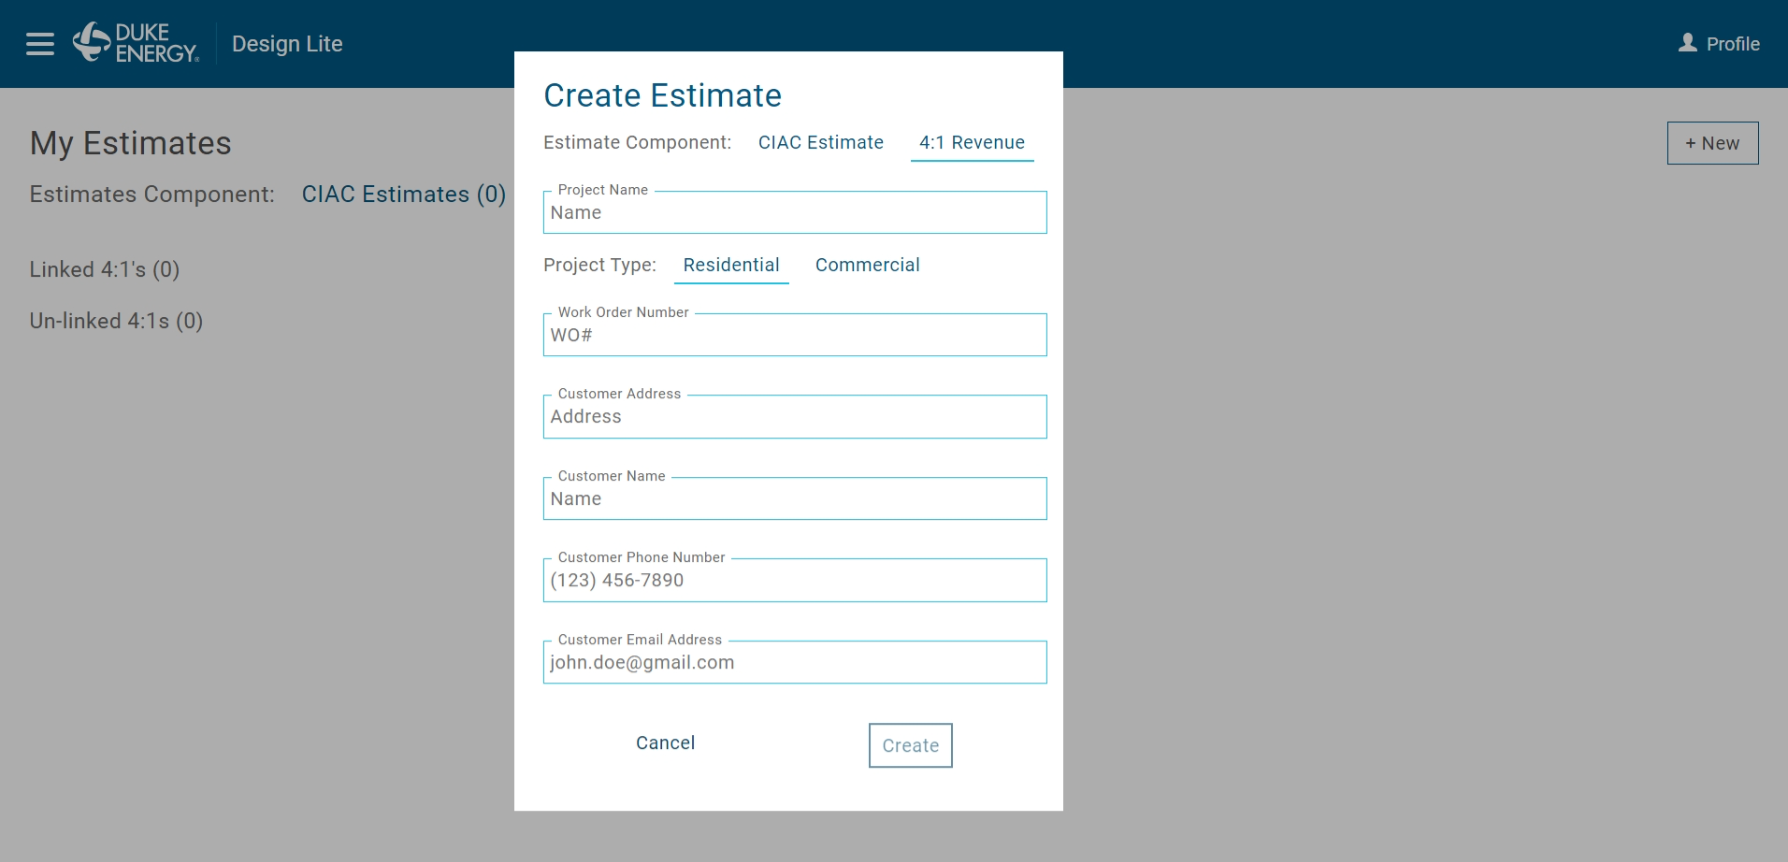 DUKE
ENERGY®
Design Lite
Profile
My Estimates
+ New
Estimates Component: CIAC Estimates (0)
Linked 4:1's (0)
Un-linked 4:1s (0)
Create Estimate
Estimate Component: CIAC Estimate 4:1 Revenue
Project Name
Name
Project Type: Residential Commercial
Work Order Number
WO#
Customer Address
Address
Customer Name
Name
Customer Phone Number
(123) 456-7890
Customer Email Address
john.doe@gmail.com
Cancel Create